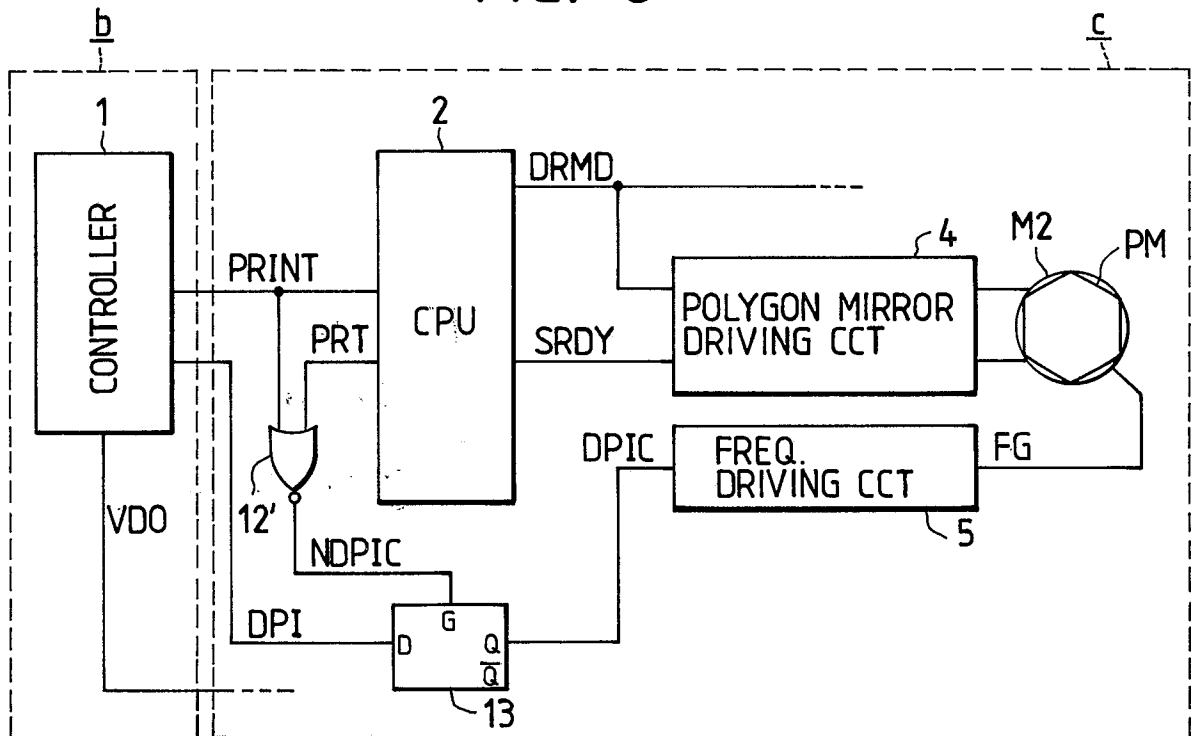 b
c
1
2
DRMD
4
M2
PM
CONTROLLER
PRINT
CPU
POLYGON MIRROR
DRIVING CCT
PRT
SRDY
DPIC
FREQ.
DRIVING CCT
FG
12'
VDO
5
NDPIC
DPI
D
G
Q
Q̅
13